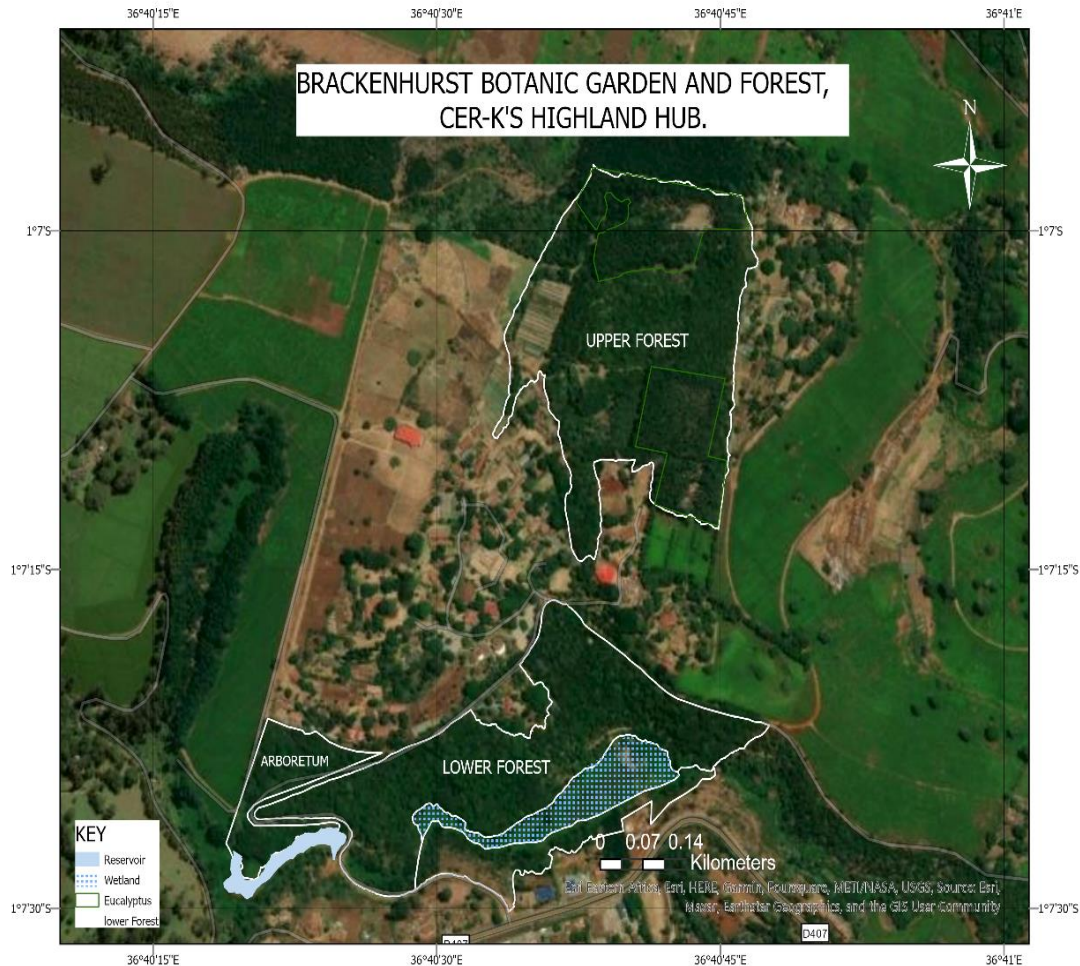 36°40'15"E 36°40'30"E 36°40'45"E 36°41'E
BRACKENHURST BOTANIC GARDEN AND FOREST,
CER-K'S HIGHLAND HUB.
N
1°7'S 1°7'S
UPPER FOREST
1°7'15"S 1°7'15"S
ARBORETUM
LOWER FOREST
KEY
Reservoir
Wetland
Eucalyptus
lower Forest
0 0.07 0.14
Kilometers
Esri Eastern Africa, Esri, HERE, Garmin, Foursquare, METI/NASA, USGS, Source: Esri,
Maxar, Earthstar Geographics, and the GIS User Community
1°7'30"S 1°7'30"S
D407
D407
36°40'15"E 36°40'30"E 36°40'45"E 36°41'E